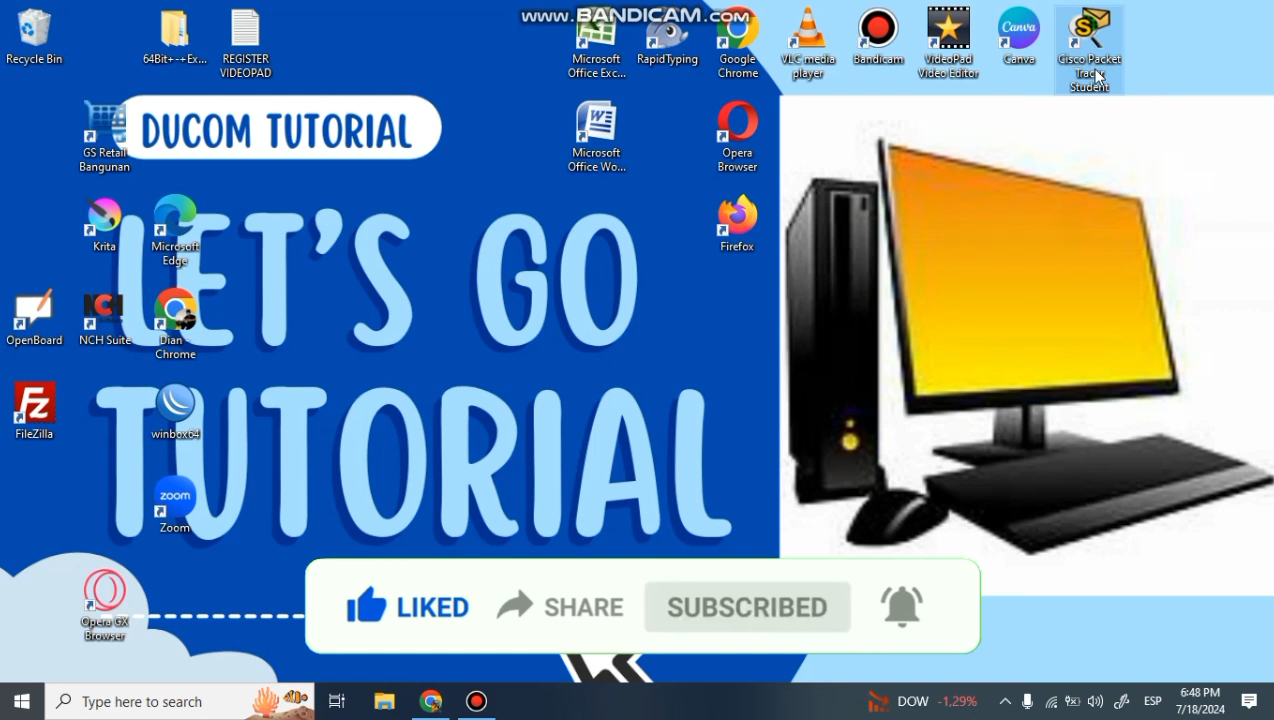 www.BANDICAM.com
Recycle Bin
64Bit+-+Ex...
REGISTER
VIDEOPAD
Microsoft
Office Exc...
RapidTyping
Google
Chrome
VLC media
player
Bandicam
VideoPad
Video Editor
Canva
Cisco Packet
Student
DUCOM TUTORIAL
GS Retail
Bangunan
Microsoft
Office Wo...
Opera
Browser
Krita
Microsoft
Edge
Firefox
LET'S GO
TUTORIAL
OpenBoard
NCH Suite
Dian -
Chrome
FileZilla
winbox64
zoom
Zoom
Opera GX
Browser
LIKED
SHARE
SUBSCRIBED
Type here to search
DOW -1,29%
ESP
6:48 PM
7/18/2024